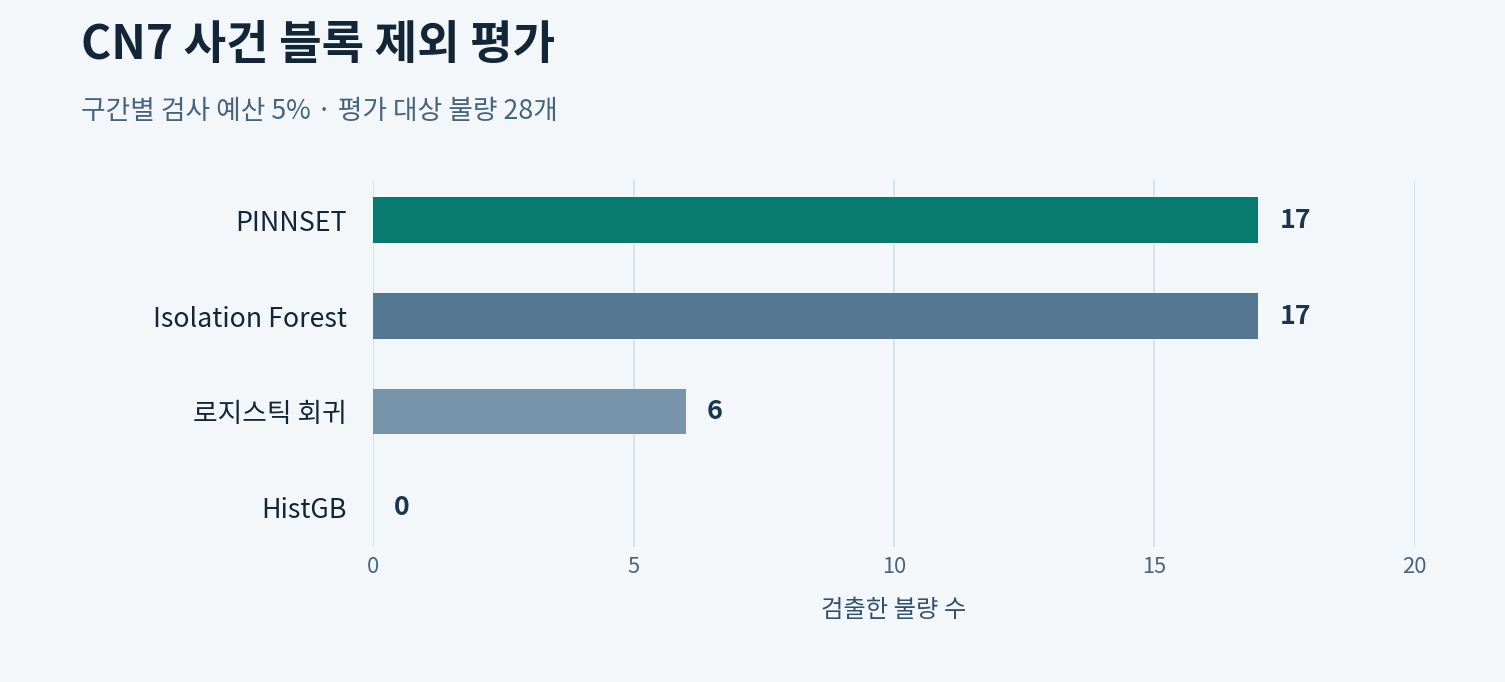 CN7 사건 블록 제외 평가
구간별 검사 예산 5% · 평가 대상 불량 28개
PINNSET 17
Isolation Forest 17
로지스틱 회귀 6
HistGB 0
0 5 10 15 20
검출한 불량 수